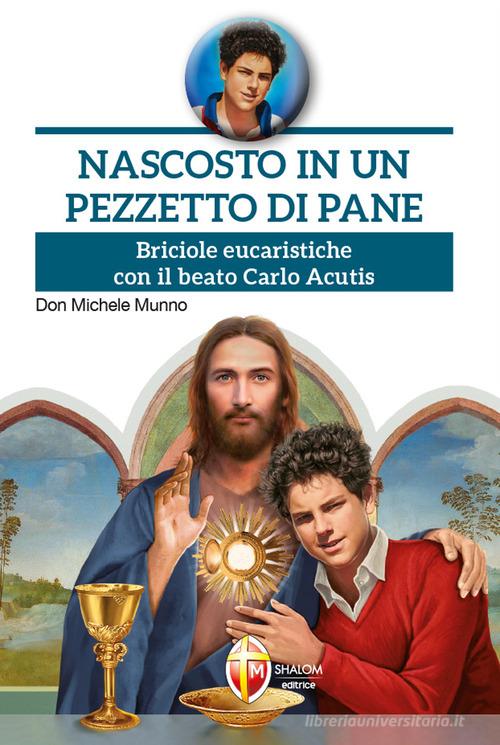 NASCOSTO IN UN
PEZZETTO DI PANE
Briciole eucaristiche
con il beato Carlo Acutis
Don Michele Munno
M
SHALOM
editrice
libreriauniversitaria.it